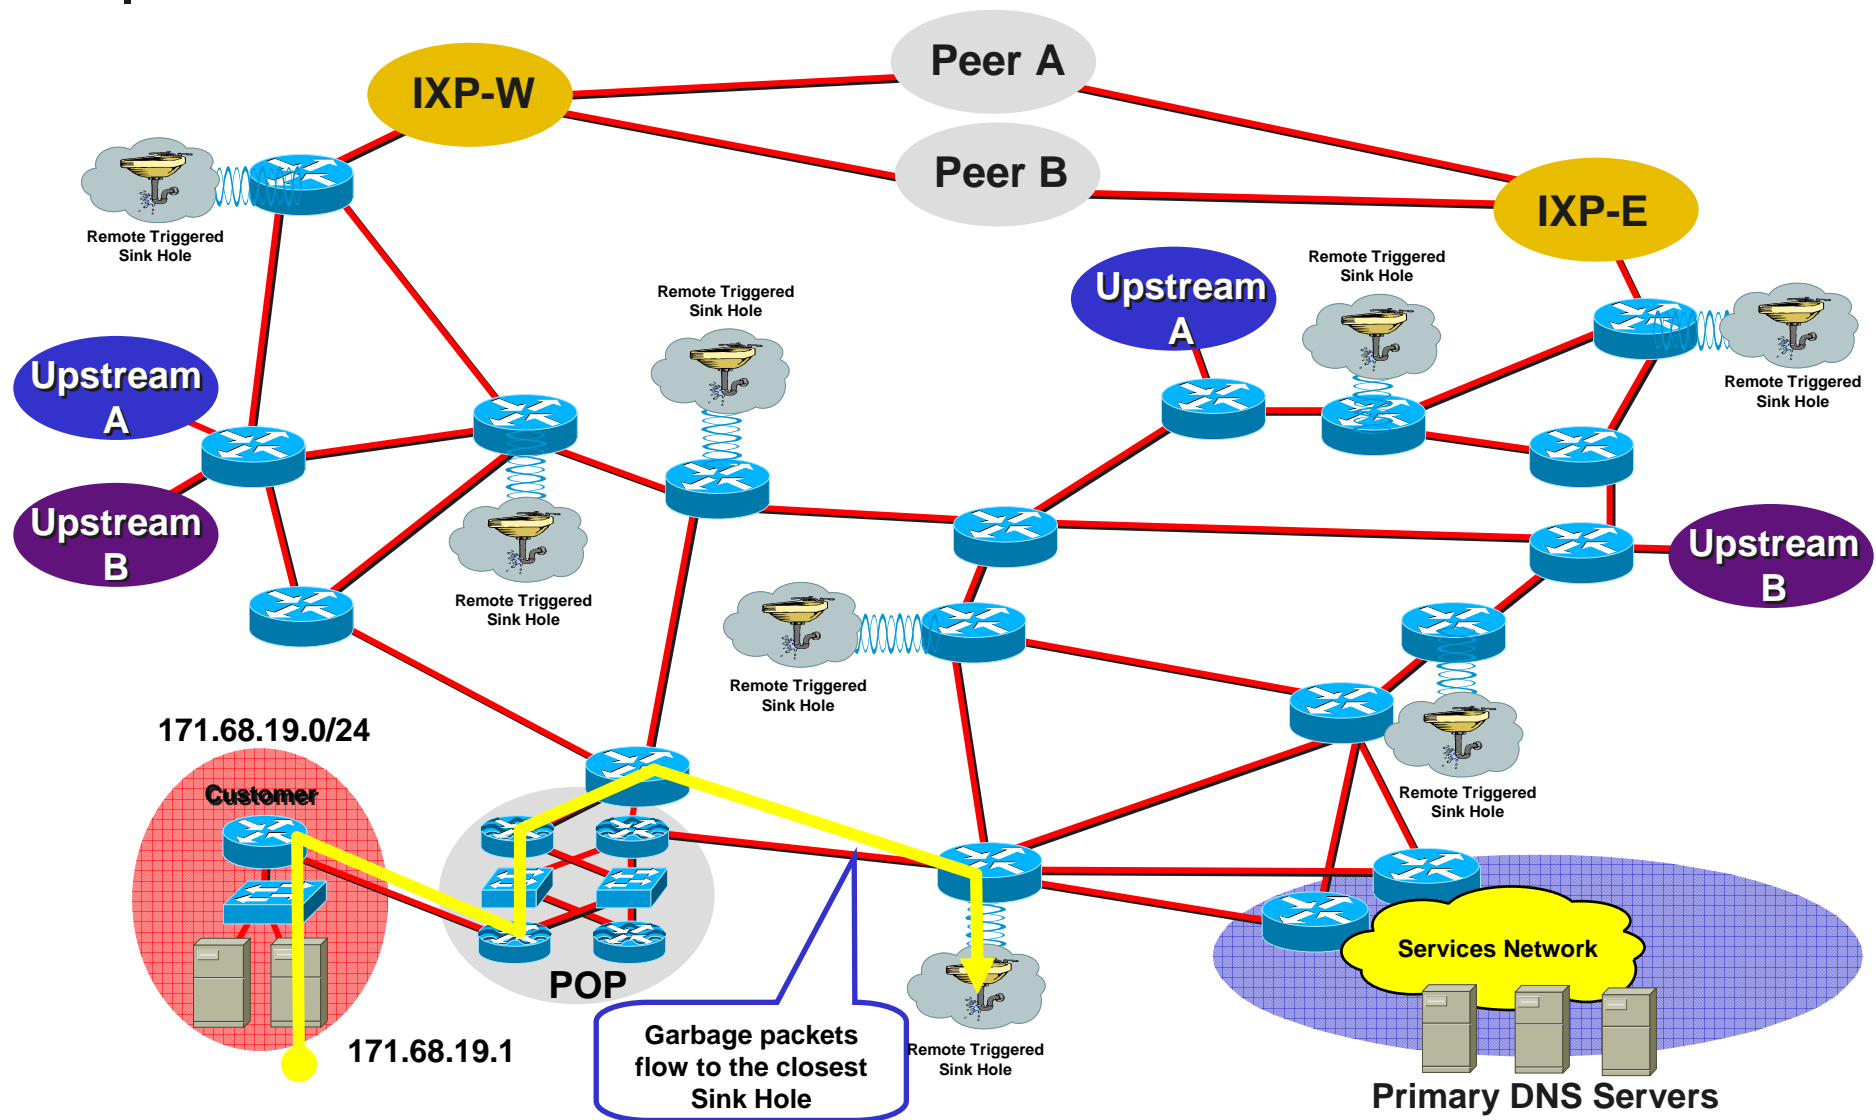 Peer A
IXP-W
Peer B
IXP-E
Remote Triggered
Sink Hole
Remote Triggered
Sink Hole
Remote Triggered
Sink Hole
Upstream
A
Upstream
A
Remote Triggered
Sink Hole
Upstream
B
Upstream
B
Remote Triggered
Sink Hole
Remote Triggered
Sink Hole
171.68.19.0/24
Customer
Remote Triggered
Sink Hole
POP
Services Network
171.68.19.1
Garbage packets
flow to the closest
Sink Hole
Remote Triggered
Sink Hole
Primary DNS Servers